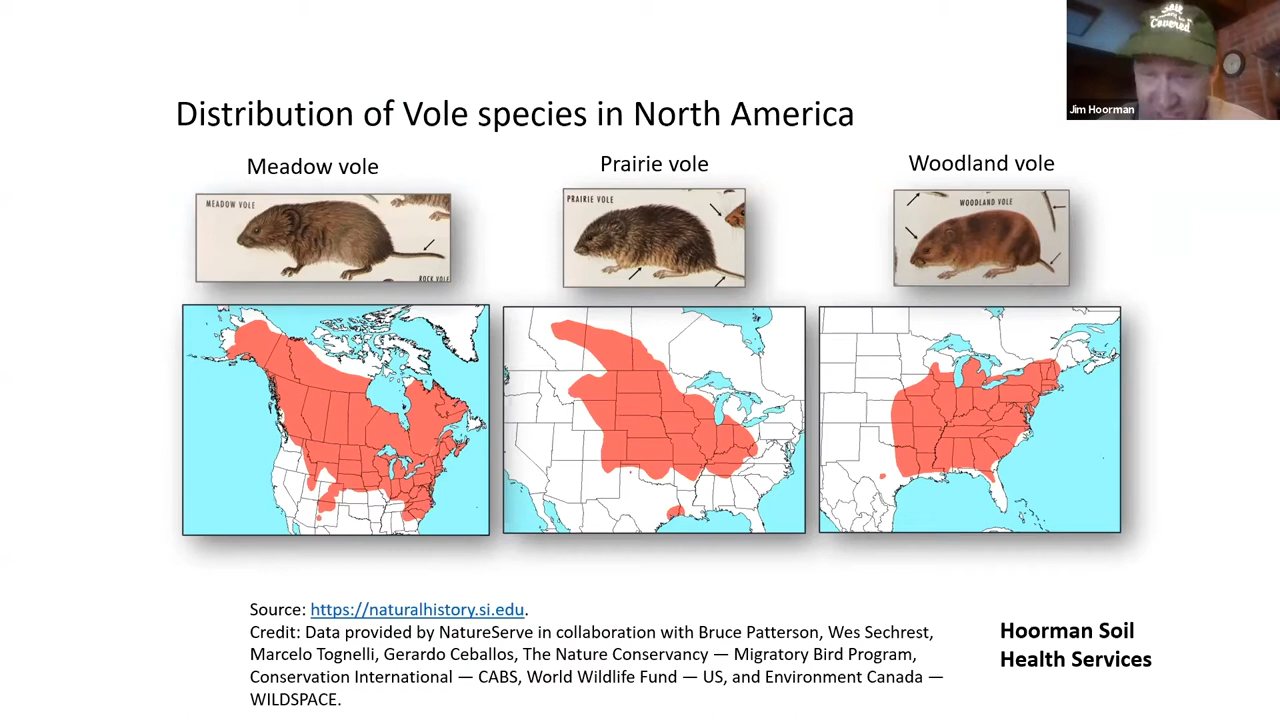 Soil
Covered
Jim Hoorman
Distribution of Vole species in North America
Meadow vole
Prairie vole
Woodland vole
MEADOW VOLE
ROCK VOLE
PRAIRIE VOLE
WOODLAND VOLE
Source: https://naturalhistory.si.edu.
Credit: Data provided by NatureServe in collaboration with Bruce Patterson, Wes Sechrest,
Marcelo Tognelli, Gerardo Ceballos, The Nature Conservancy — Migratory Bird Program,
Conservation International — CABS, World Wildlife Fund — US, and Environment Canada —
WILDSPACE.
Hoorman Soil
Health Services